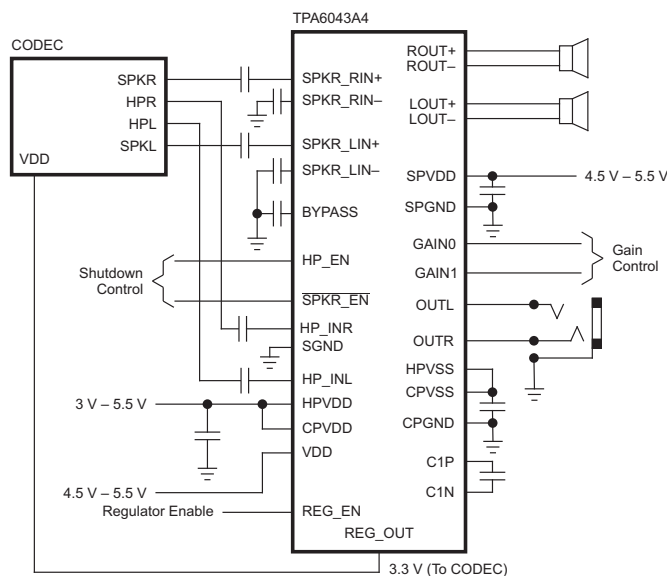 TPA6043A4
CODEC
SPKR
HPR
HPL
SPKL
VDD
SPKR_RIN+
SPKR_RIN–
SPKR_LIN+
SPKR_LIN–
BYPASS
HP_EN
Shutdown
Control
SPKR_EN
HP_INR
SGND
HP_INL
3 V – 5.5 V
HPVDD
CPVDD
VDD
4.5 V – 5.5 V
Regulator Enable
REG_EN
REG_OUT
3.3 V (To CODEC)
ROUT+
ROUT–
LOUT+
LOUT–
SPVDD
4.5 V – 5.5 V
SPGND
GAIN0
GAIN1
Gain
Control
OUTL
OUTR
HPVSS
CPVSS
CPGND
C1P
C1N